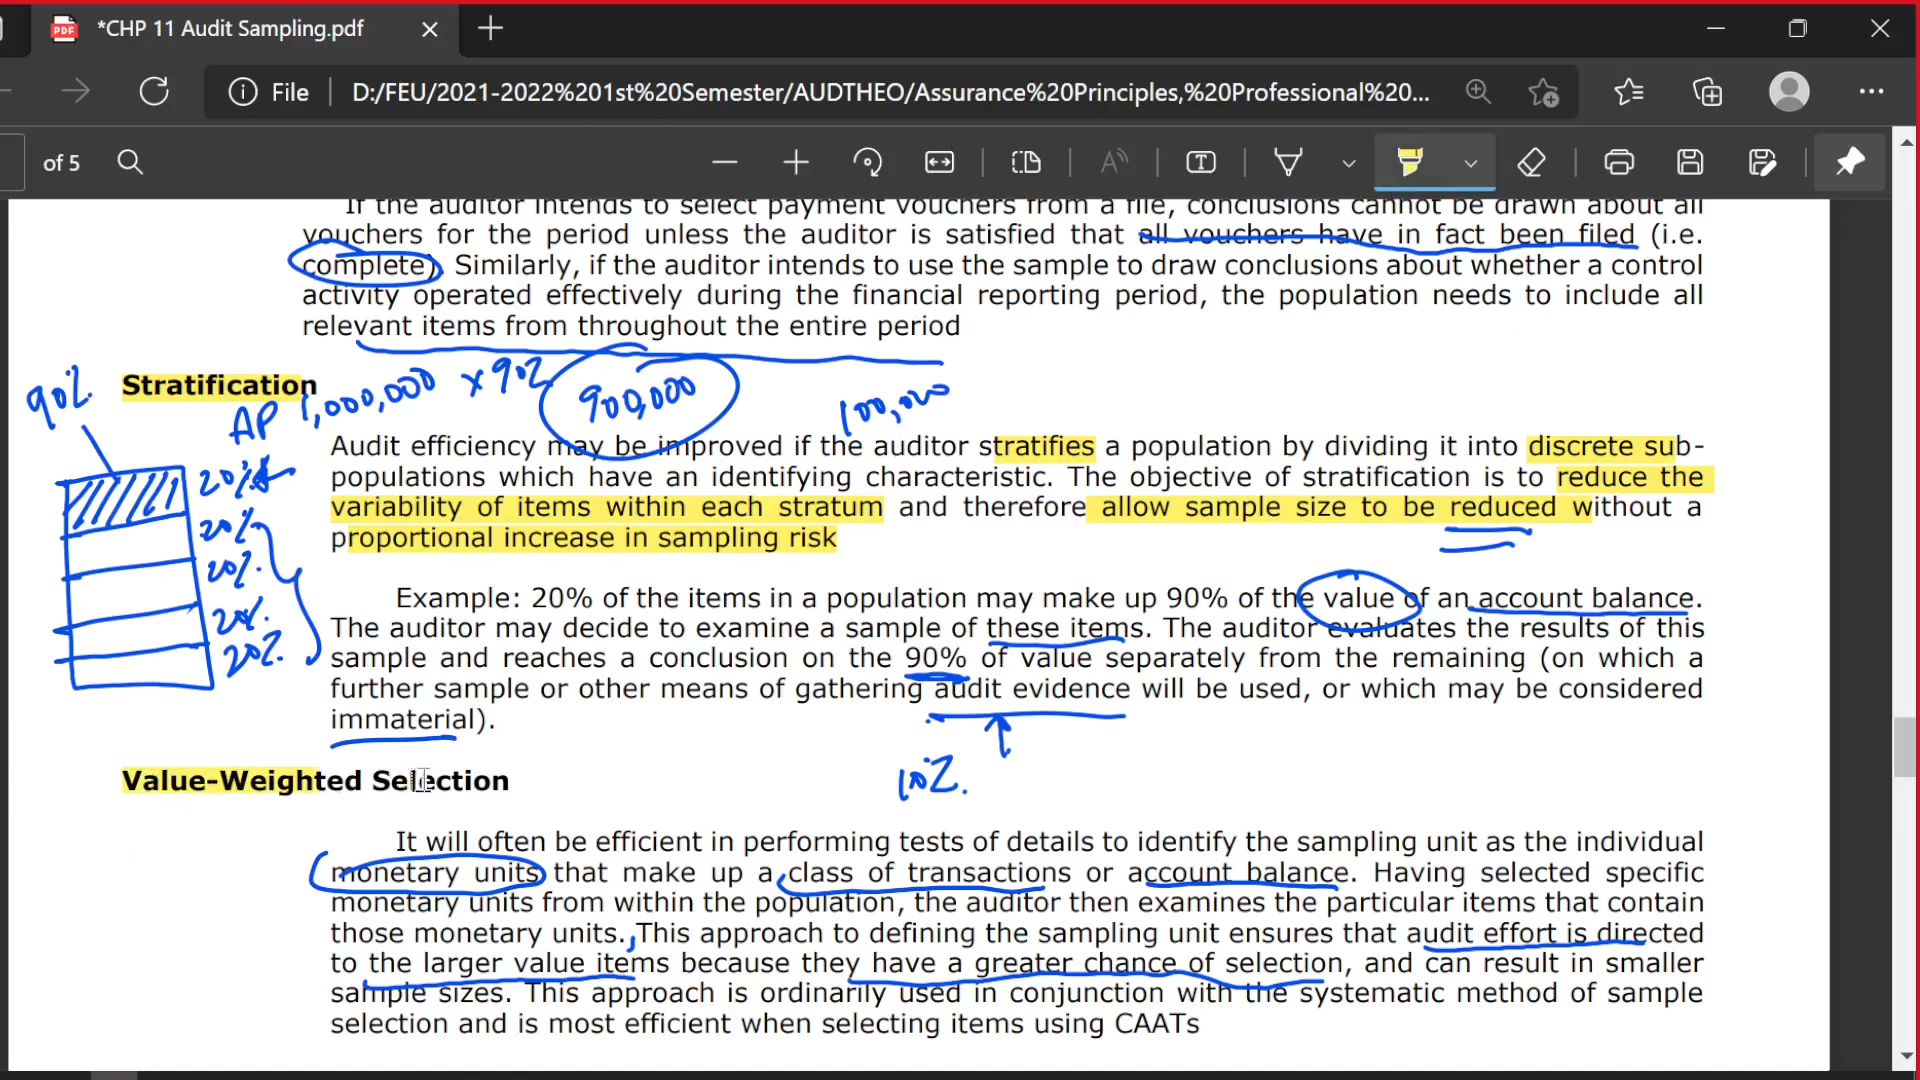 *CHP 11 Audit Sampling.pdf
File D:/FEU/2021-2022%201st%20Semester/AUDTHEO/Assurance%20Principles,%20Professional%20...
of 5
If the auditor intends to select payment vouchers from a file, conclusions cannot be drawn about all
vouchers for the period unless the auditor is satisfied that all vouchers have in fact been filed (i.e.
complete). Similarly, if the auditor intends to use the sample to draw conclusions about whether a control
activity operated effectively during the financial reporting period, the population needs to include all
relevant items from throughout the entire period
90%
Stratification
AP 1,000,000 x 90% 900,000 100,000
Audit efficiency may be improved if the auditor stratifies a population by dividing it into discrete sub-
populations which have an identifying characteristic. The objective of stratification is to reduce the
variability of items within each stratum and therefore allow sample size to be reduced without a
proportional increase in sampling risk
20%
20%
20%
20%
20%
Example: 20% of the items in a population may make up 90% of the value of an account balance.
The auditor may decide to examine a sample of these items. The auditor evaluates the results of this
sample and reaches a conclusion on the 90% of value separately from the remaining (on which a
further sample or other means of gathering audit evidence will be used, or which may be considered
immaterial).
10%.
Value-Weighted Selection
It will often be efficient in performing tests of details to identify the sampling unit as the individual
monetary units that make up a class of transactions or account balance. Having selected specific
monetary units from within the population, the auditor then examines the particular items that contain
those monetary units. This approach to defining the sampling unit ensures that audit effort is directed
to the larger value items because they have a greater chance of selection, and can result in smaller
sample sizes. This approach is ordinarily used in conjunction with the systematic method of sample
selection and is most efficient when selecting items using CAATs